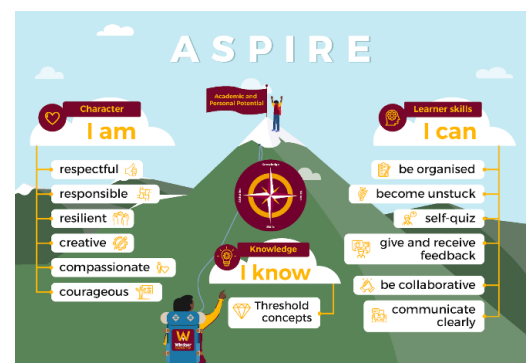 ASPIRE
Academic and
Personal Potential
Character
I am
respectful
responsible
resilient
creative
compassionate
courageous
Knowledge
I know
Threshold
concepts
Learner skills
I can
be organised
become unstuck
self-quiz
give and receive
feedback
be collaborative
communicate
clearly
Windsor